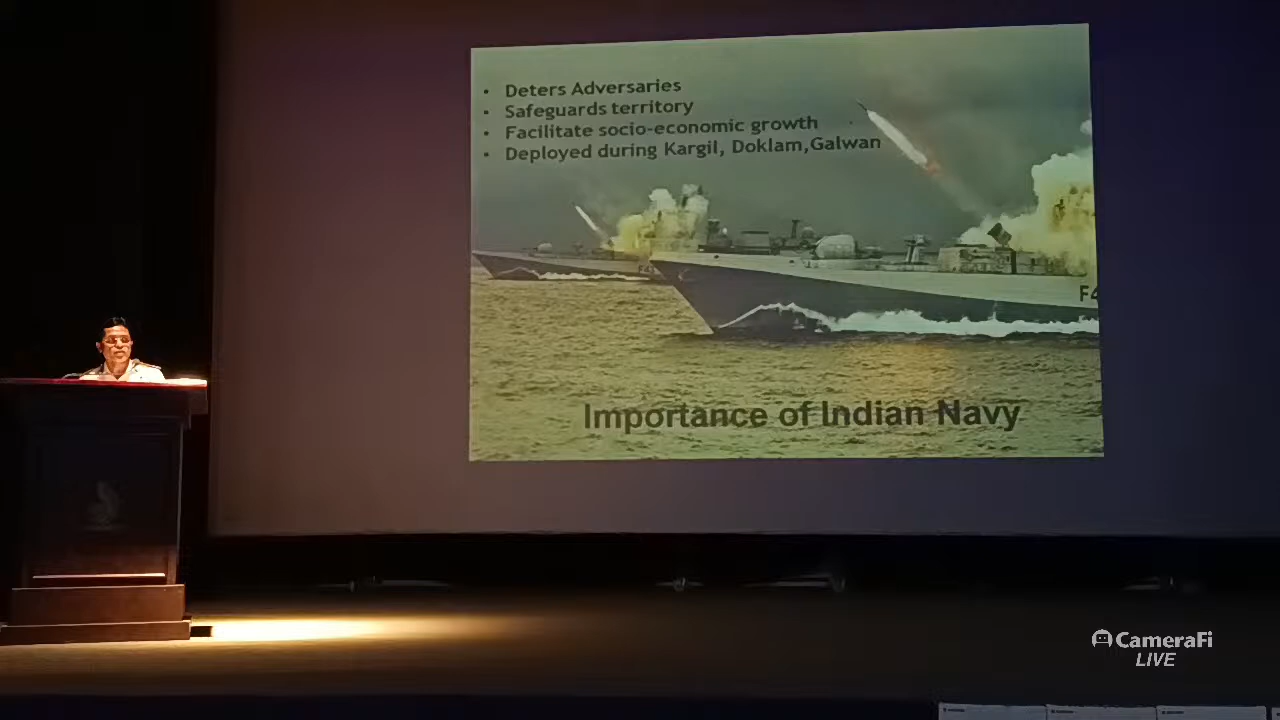 • Deters Adversaries
• Safeguards territory
• Facilitate socio-economic growth
• Deployed during Kargil, Doklam,Galwan
F4
Importance of Indian Navy
CameraFi
LIVE